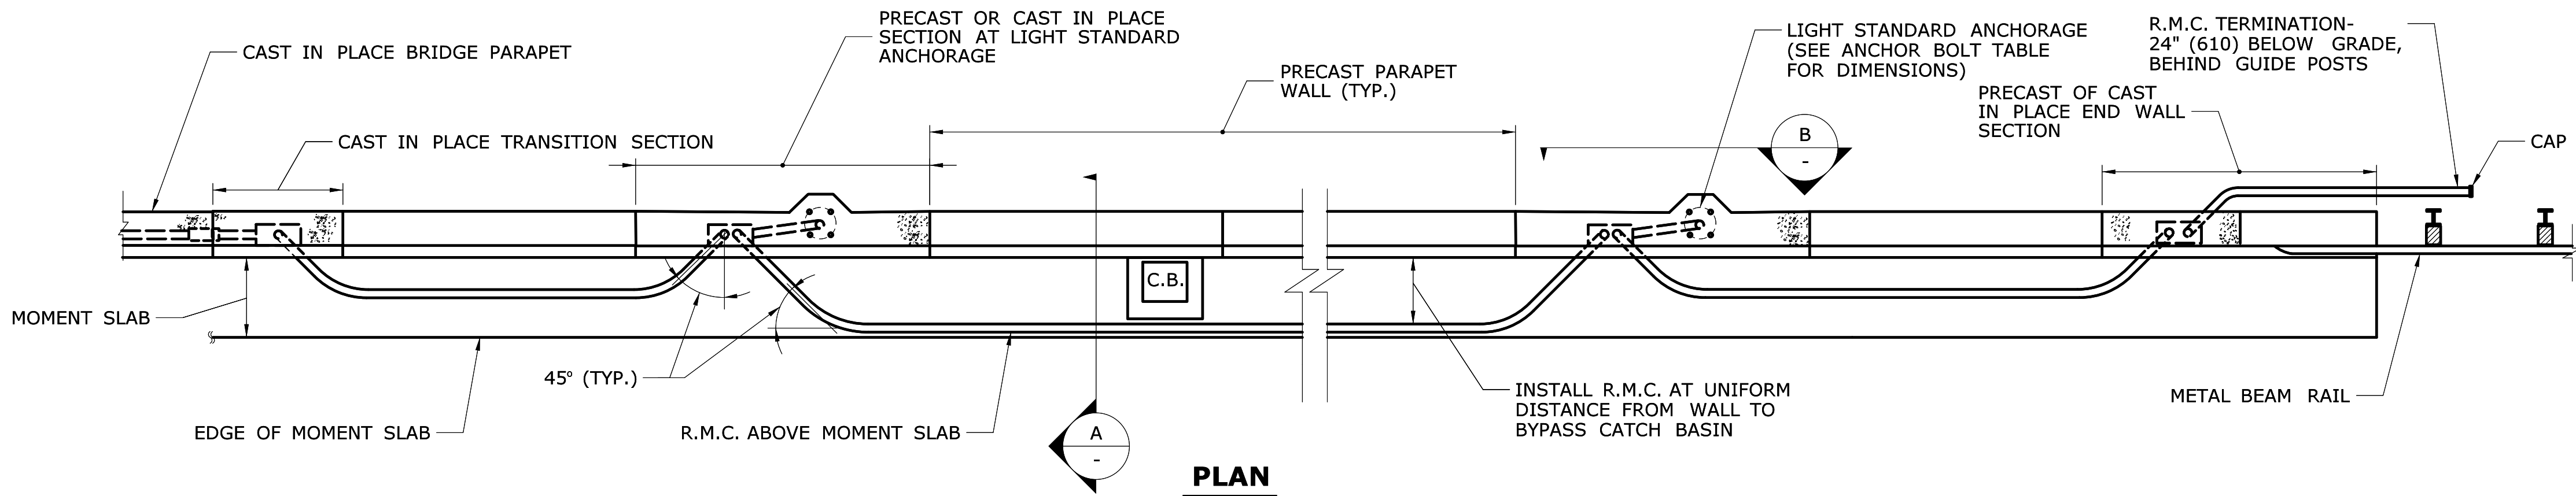 CAST IN PLACE BRIDGE PARAPET
PRECAST OR CAST IN PLACE
SECTION AT LIGHT STANDARD
ANCHORAGE
PRECAST PARAPET
WALL (TYP.)
LIGHT STANDARD ANCHORAGE
(SEE ANCHOR BOLT TABLE
FOR DIMENSIONS)
R.M.C. TERMINATION-
24" (610) BELOW GRADE,
BEHIND GUIDE POSTS
PRECAST OF CAST
IN PLACE END WALL
SECTION
CAP
CAST IN PLACE TRANSITION SECTION
B
-
C.B.
MOMENT SLAB
45° (TYP.)
EDGE OF MOMENT SLAB
R.M.C. ABOVE MOMENT SLAB
A
-
INSTALL R.M.C. AT UNIFORM
DISTANCE FROM WALL TO
BYPASS CATCH BASIN
METAL BEAM RAIL
PLAN